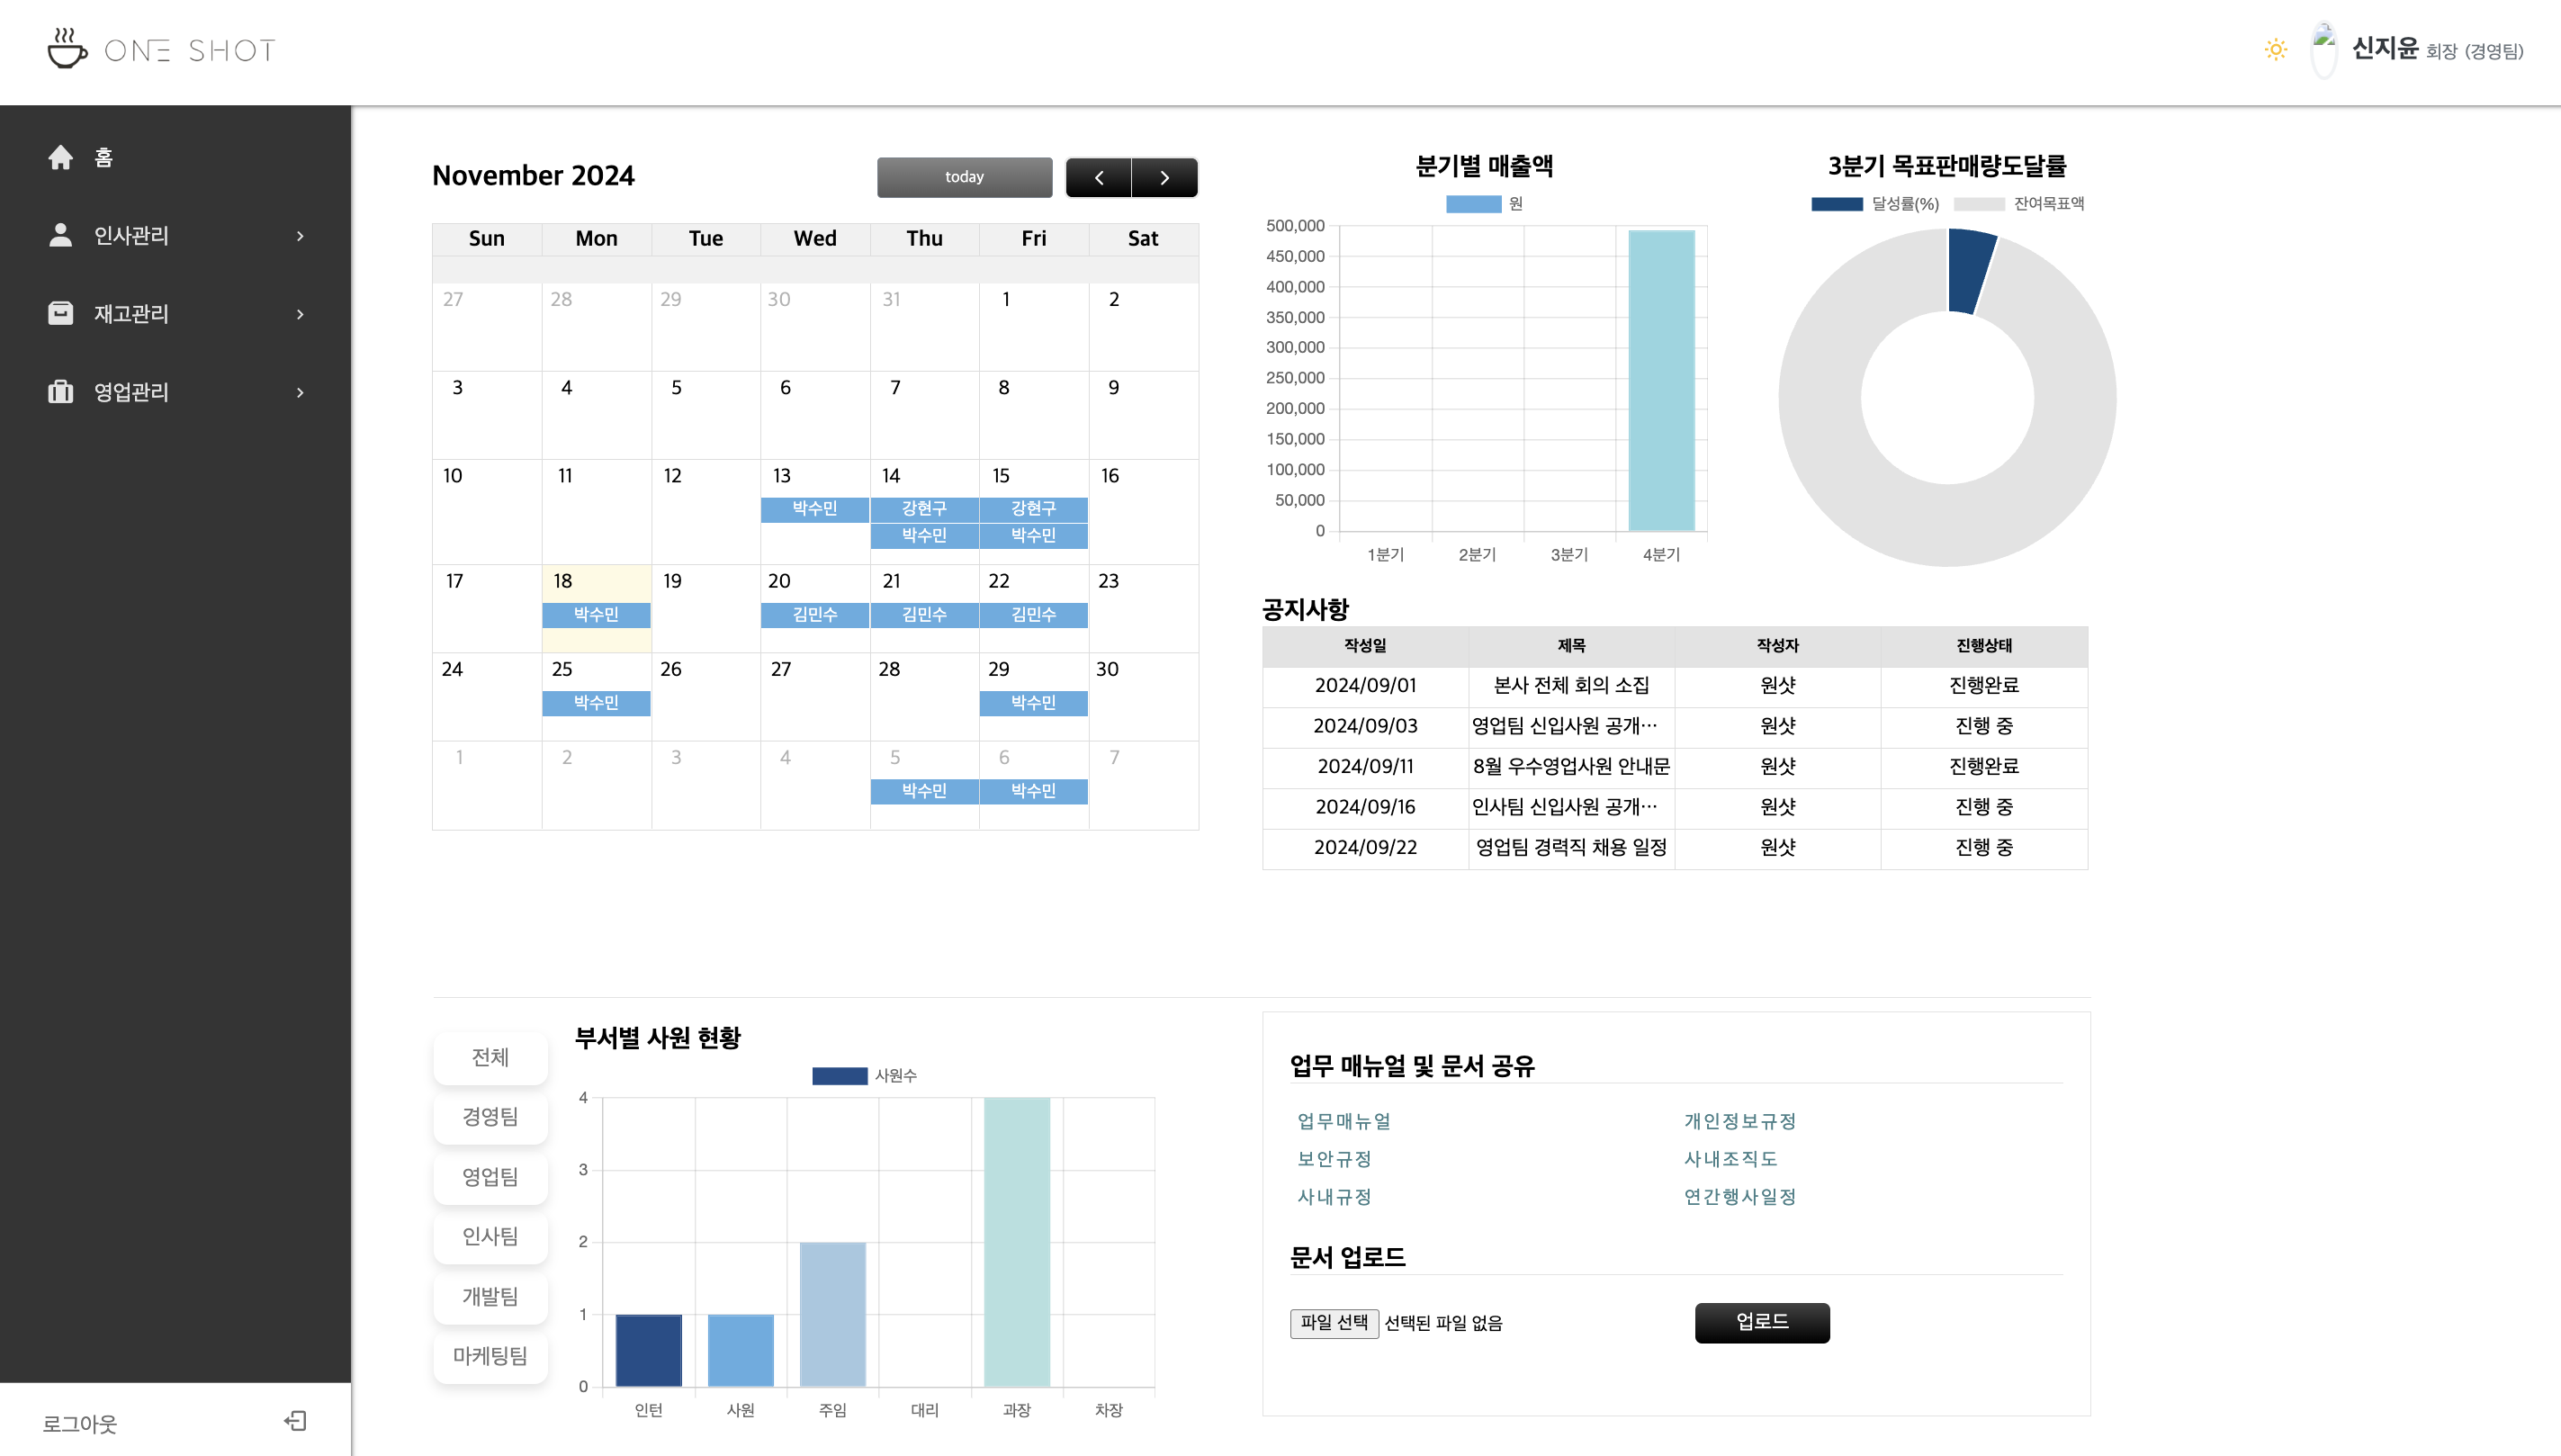 ONE SHOT
신지윤 회장 (경영팀)
홈
인사관리
재고관리
영업관리
로그아웃
November 2024
today
Sun Mon Tue Wed Thu Fri Sat
27 28 29 30 31 1 2
3 4 5 6 7 8 9
10 11 12 13 14 15 16
박수민 강현구 강현구
박수민 박수민
17 18 19 20 21 22 23
박수민 김민수 김민수 김민수
24 25 26 27 28 29 30
박수민 박수민
1 2 3 4 5 6 7
박수민 박수민
분기별 매출액
원
500,000
450,000
400,000
350,000
300,000
250,000
200,000
150,000
100,000
50,000
0
1분기 2분기 3분기 4분기
3분기 목표판매량도달률
달성률(%) 잔여목표액
공지사항
작성일 제목 작성자 진행상태
2024/09/01 본사 전체 회의 소집 원샷 진행완료
2024/09/03 영업팀 신입사원 공개… 원샷 진행 중
2024/09/11 8월 우수영업사원 안내문 원샷 진행완료
2024/09/16 인사팀 신입사원 공개… 원샷 진행 중
2024/09/22 영업팀 경력직 채용 일정 원샷 진행 중
전체
경영팀
영업팀
인사팀
개발팀
마케팅팀
부서별 사원 현황
사원수
4
3
2
1
0
인턴 사원 주임 대리 과장 차장
업무 매뉴얼 및 문서 공유
업무매뉴얼 개인정보규정
보안규정 사내조직도
사내규정 연간행사일정
문서 업로드
파일 선택 선택된 파일 없음 업로드